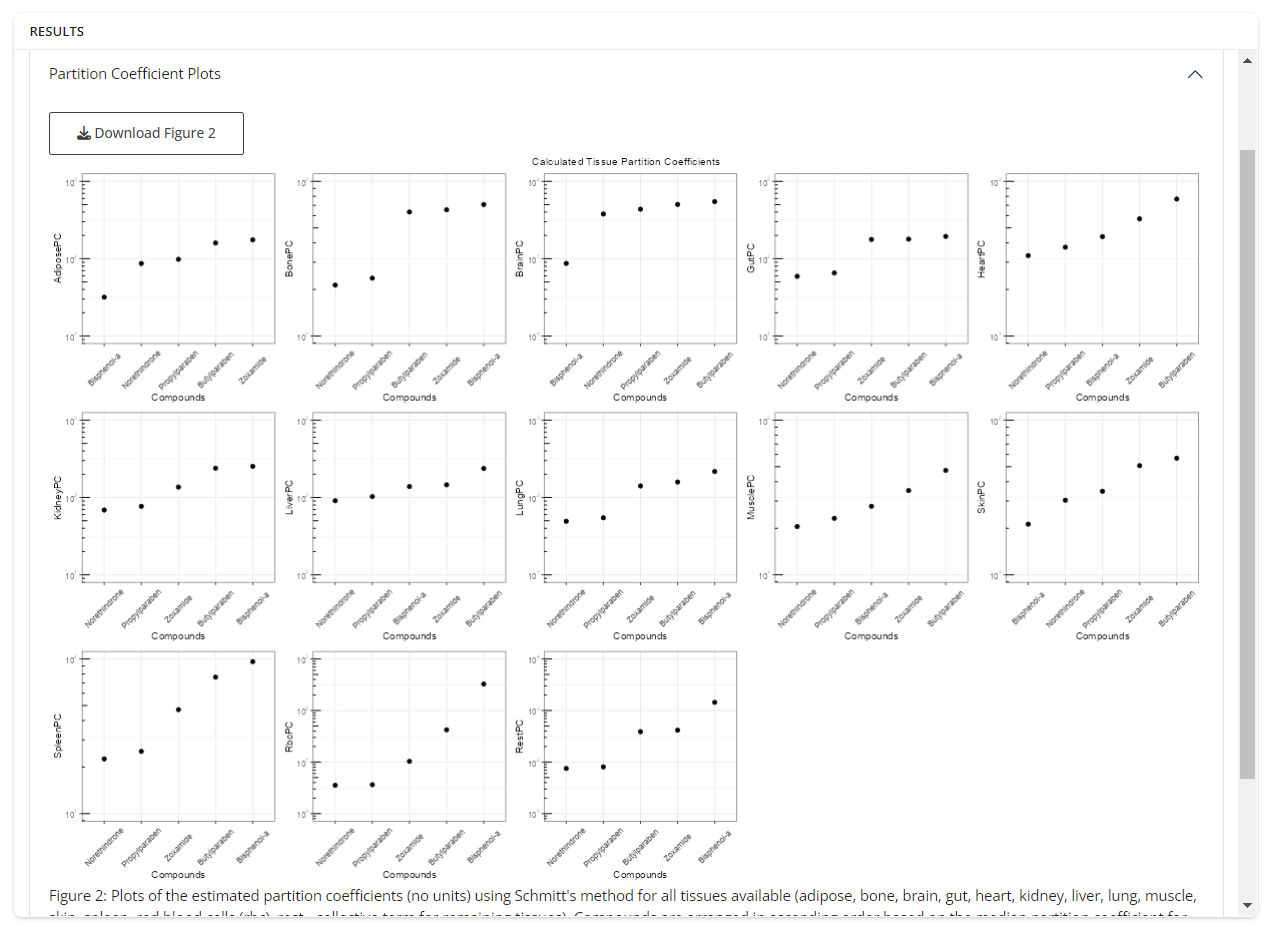 RESULTS
Partition Coefficient Plots
Download Figure 2
Calculated Tissue Partition Coefficients
AdiposePC
Bisphenol-a Norethindrone Propylparaben Butylparaben Zoxamide
Compounds
BonePC
Norethindrone Propylparaben Butylparaben Zoxamide Bisphenol-a
Compounds
BrainPC
Bisphenol-a Norethindrone Propylparaben Zoxamide Butylparaben
Compounds
GutPC
Norethindrone Propylparaben Zoxamide Butylparaben Bisphenol-a
Compounds
HeartPC
Norethindrone Propylparaben Bisphenol-a Zoxamide Butylparaben
Compounds
KidneyPC
Norethindrone Propylparaben Zoxamide Butylparaben Bisphenol-a
Compounds
LiverPC
Norethindrone Propylparaben Bisphenol-a Zoxamide Butylparaben
Compounds
LungPC
Norethindrone Propylparaben Zoxamide Butylparaben Bisphenol-a
Compounds
MusclePC
Norethindrone Propylparaben Bisphenol-a Zoxamide Butylparaben
Compounds
SkinPC
Bisphenol-a Norethindrone Propylparaben Zoxamide Butylparaben
Compounds
SpleenPC
Norethindrone Propylparaben Zoxamide Butylparaben Bisphenol-a
Compounds
RbcPC
Norethindrone Propylparaben Zoxamide Butylparaben Bisphenol-a
Compounds
RestPC
Norethindrone Propylparaben Butylparaben Zoxamide Bisphenol-a
Compounds
Figure 2: Plots of the estimated partition coefficients (no units) using Schmitt's method for all tissues available (adipose, bone, brain, gut, heart, kidney, liver, lung, muscle,